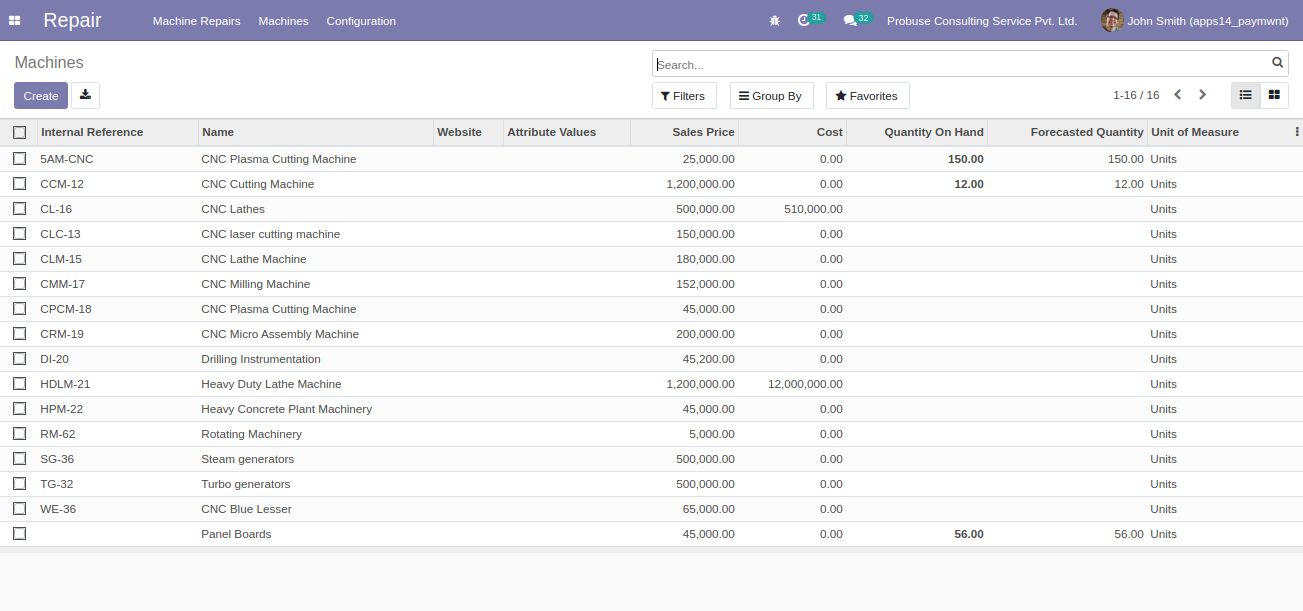 Repair Machine Repairs Machines Configuration 31 32 Probuse Consulting Service Pvt. Ltd. John Smith (apps14_paymwnt)
Machines Search...
Create Filters Group By Favorites 1-16 / 16
Internal Reference Name Website Attribute Values Sales Price Cost Quantity On Hand Forecasted Quantity Unit of Measure
5AM-CNC CNC Plasma Cutting Machine 25,000.00 0.00 150.00 150.00 Units
CCM-12 CNC Cutting Machine 1,200,000.00 0.00 12.00 12.00 Units
CL-16 CNC Lathes 500,000.00 510,000.00 Units
CLC-13 CNC laser cutting machine 150,000.00 0.00 Units
CLM-15 CNC Lathe Machine 180,000.00 0.00 Units
CMM-17 CNC Milling Machine 152,000.00 0.00 Units
CPCM-18 CNC Plasma Cutting Machine 45,000.00 0.00 Units
CRM-19 CNC Micro Assembly Machine 200,000.00 0.00 Units
DI-20 Drilling Instrumentation 45,200.00 0.00 Units
HDLM-21 Heavy Duty Lathe Machine 1,200,000.00 12,000,000.00 Units
HPM-22 Heavy Concrete Plant Machinery 45,000.00 0.00 Units
RM-62 Rotating Machinery 5,000.00 0.00 Units
SG-36 Steam generators 500,000.00 0.00 Units
TG-32 Turbo generators 500,000.00 0.00 Units
WE-36 CNC Blue Lesser 65,000.00 0.00 Units
Panel Boards 45,000.00 0.00 56.00 56.00 Units